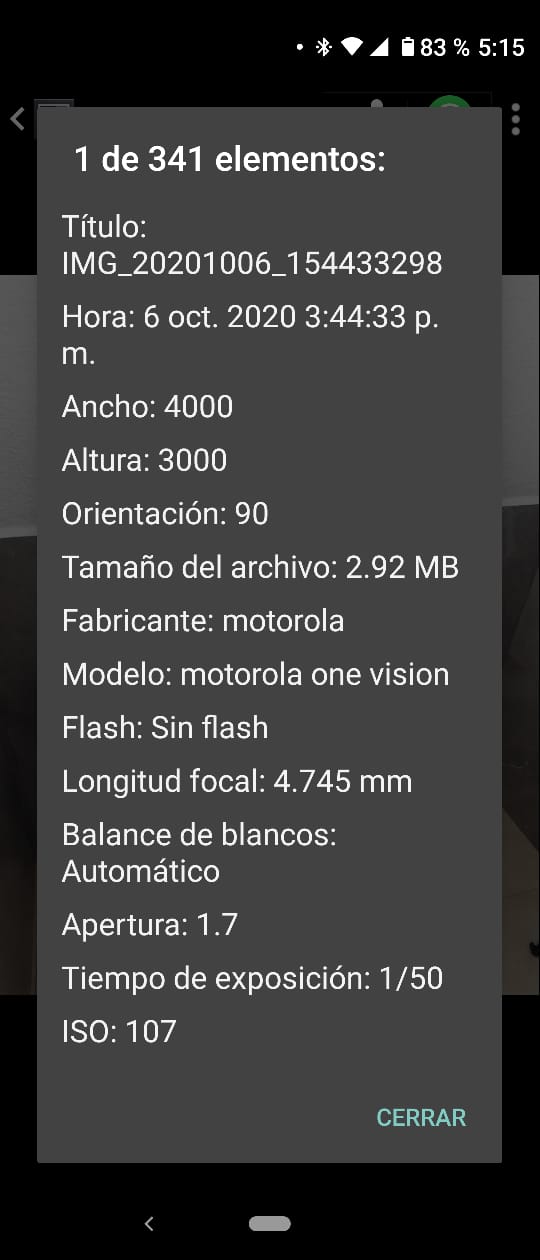 83 % 5:15
1 de 341 elementos:
Título:
IMG_20201006_154433298
Hora: 6 oct. 2020 3:44:33 p.
m.
Ancho: 4000
Altura: 3000
Orientación: 90
Tamaño del archivo: 2.92 MB
Fabricante: motorola
Modelo: motorola one vision
Flash: Sin flash
Longitud focal: 4.745 mm
Balance de blancos:
Automático
Apertura: 1.7
Tiempo de exposición: 1/50
ISO: 107
CERRAR